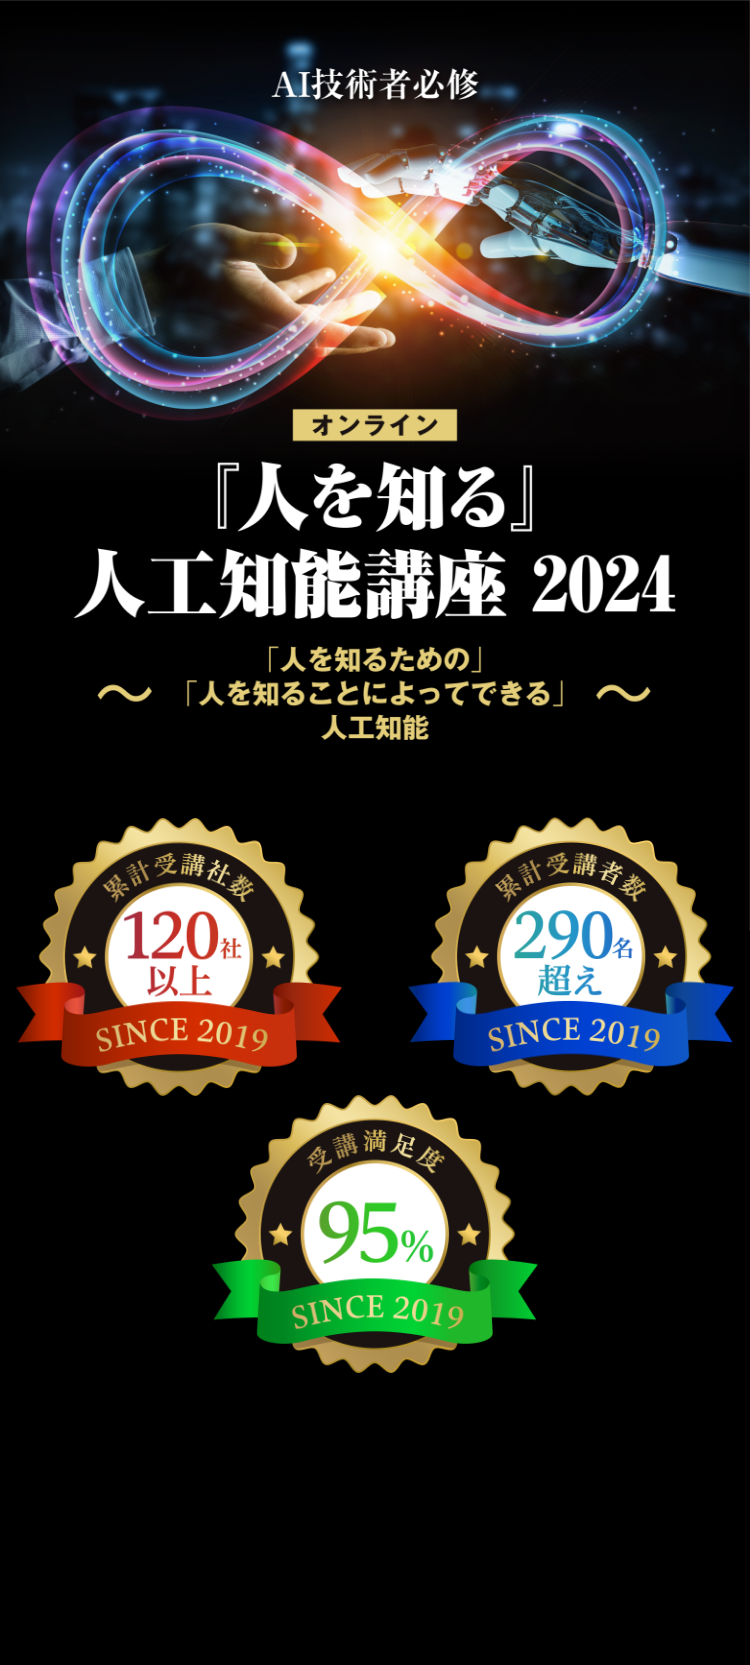 AI技術者必修
オンライン
『人を知る』
人工知能講座 2024
「人を知るための」
〜 「人を知ることによってできる」 〜
人工知能
累計受講社数
120社
以上
SINCE 2019
累計受講者数
290名
超え
SINCE 2019
受講満足度
95%
SINCE 2019